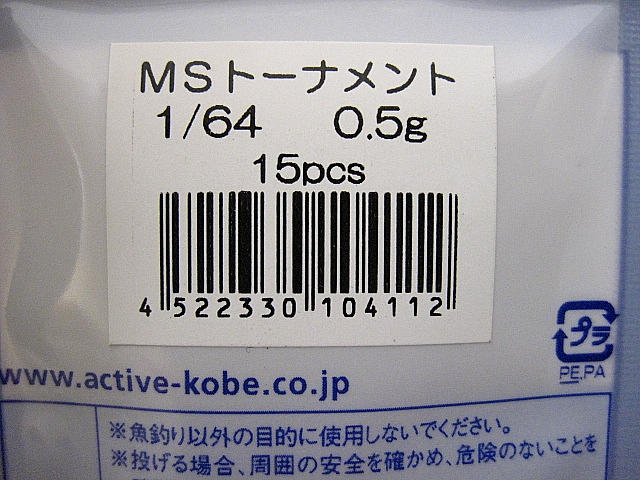 MSトーナメント
1/64 0.5g
15pcs
4 522330 104112
プラ
PE,PA
www.active-kobe.co.jp
※魚釣り以外の目的に使用しないでください。
※投げる場合、周囲の安全を確かめ、危険のないことを